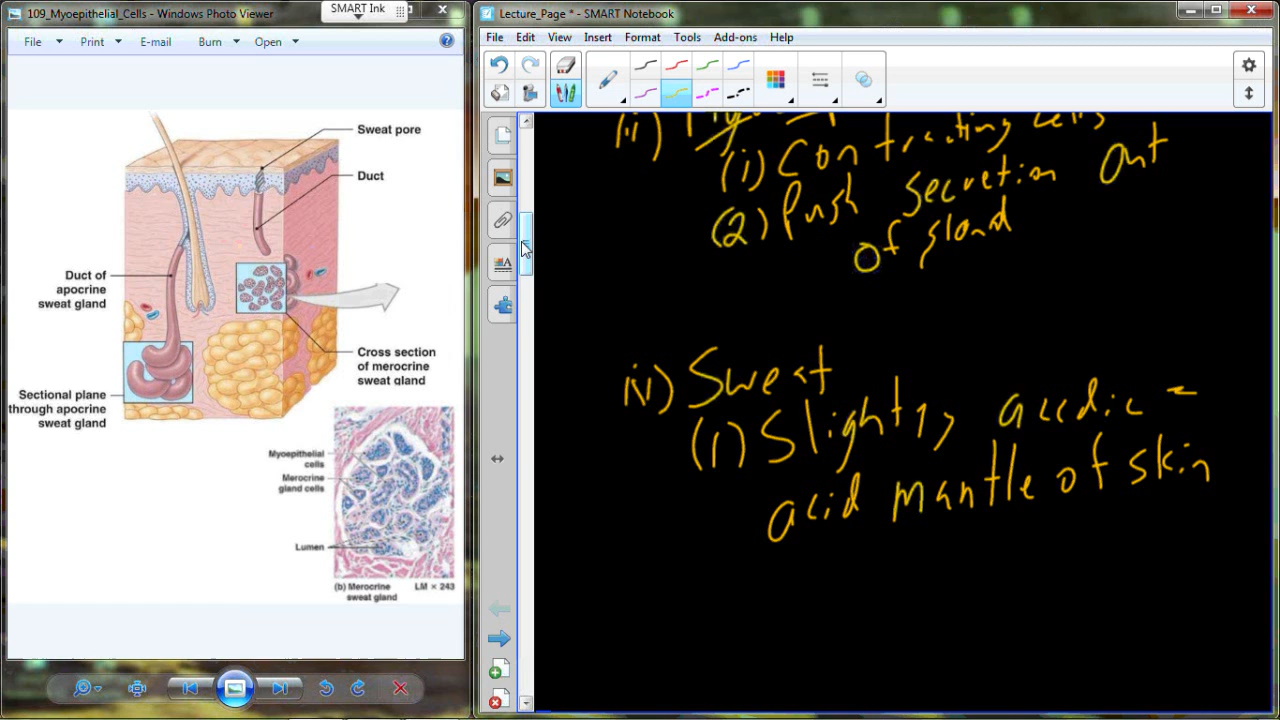 109_Myoepithelial_Cells - Windows Photo Viewer
SMART Ink
File Print E-mail Burn Open
Sweat pore
Duct
Duct of
apocrine
sweat gland
Cross section
of merocrine
sweat gland
Sectional plane
through apocrine
sweat gland
Myoepithelial
cells
Merocrine
gland cells
Lumen
(b) Merocrine
sweat gland
LM × 243
Lecture_Page * - SMART Notebook
File Edit View Insert Format Tools Add-ons Help
(i) Contracting cells
(2) Push secretion out
of gland
iv) Sweat
(1) Slightly acidic =
acid mantle of skin